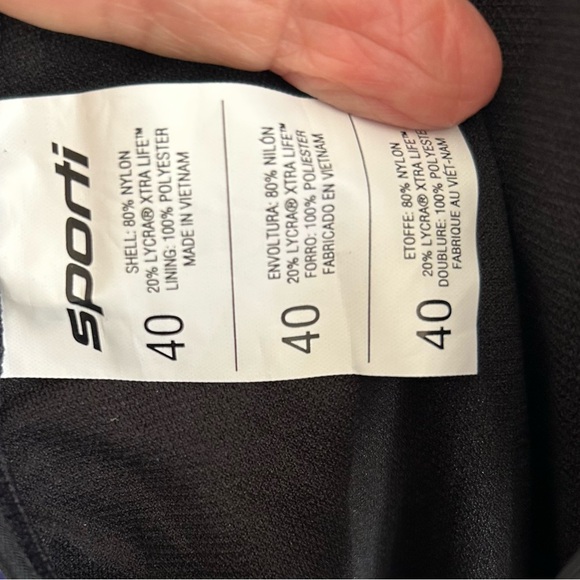 sporti
SHELL: 80% NYLON
20% LYCRA® XTRA LIFE™
LINING: 100% POLYESTER
MADE IN VIETNAM
40
ENVOLTURA: 80% NILÓN
20% LYCRA® XTRA LIFE™
FORRO: 100% POLIESTER
FABRICADO EN VIETNAM
40
ETOFFE: 80% NYLON
20% LYCRA® XTRA LIFE™
DOUBLURE: 100% POLYESTE
FABRIQUE AU VIÉT-NAM
40